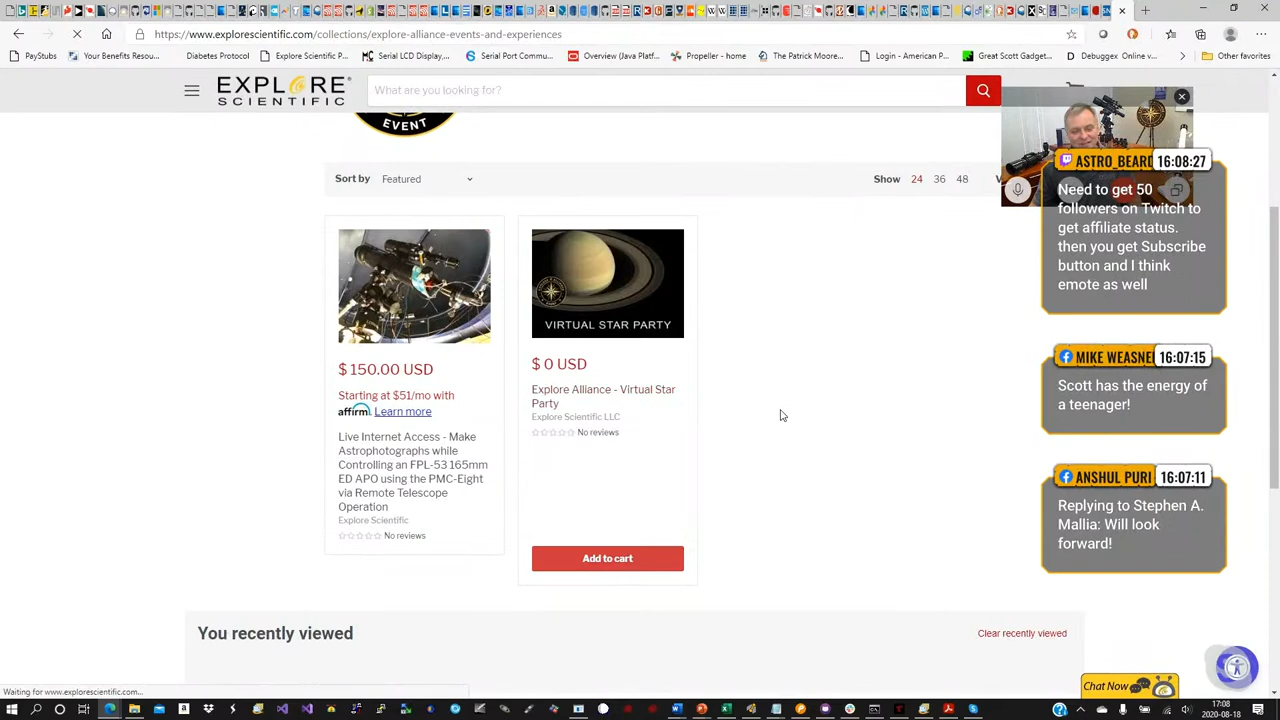 https://www.explorescientific.com/collections/explore-alliance-events-and-experiences
PayStubs
Your Benefits Resou...
Diabetes Protocol
Explore Scientific P...
Serial LCD Display,...
Serial Port Commu...
Overview (Java Platf...
Propeller - home
The Patrick Moore...
Login - American P...
Great Scott Gadget...
Debuggex Online v...
Other favorites
EXPLORE
SCIENTIFIC
What are you looking for?
EVENT
Sort by Featured
Show 24 36 48
ASTRO_BEARD 16:08:27
Need to get 50
followers on Twitch to
get affiliate status.
then you get Subscribe
button and I think
emote as well
$ 150.00 USD
Starting at $51/mo with
affirm. Learn more
Live Internet Access - Make
Astrophotographs while
Controlling an FPL-53 165mm
ED APO using the PMC-Eight
via Remote Telescope
Operation
Explore Scientific
No reviews
VIRTUAL STAR PARTY
$ 0 USD
Explore Alliance - Virtual Star
Party
Explore Scientific LLC
No reviews
Add to cart
MIKE WEASNE 16:07:15
Scott has the energy of
a teenager!
ANSHUL PURI 16:07:11
Replying to Stephen A.
Mallia: Will look
forward!
You recently viewed
Clear recently viewed
Chat Now
Waiting for www.explorescientific.com...
17:08
2020-08-18